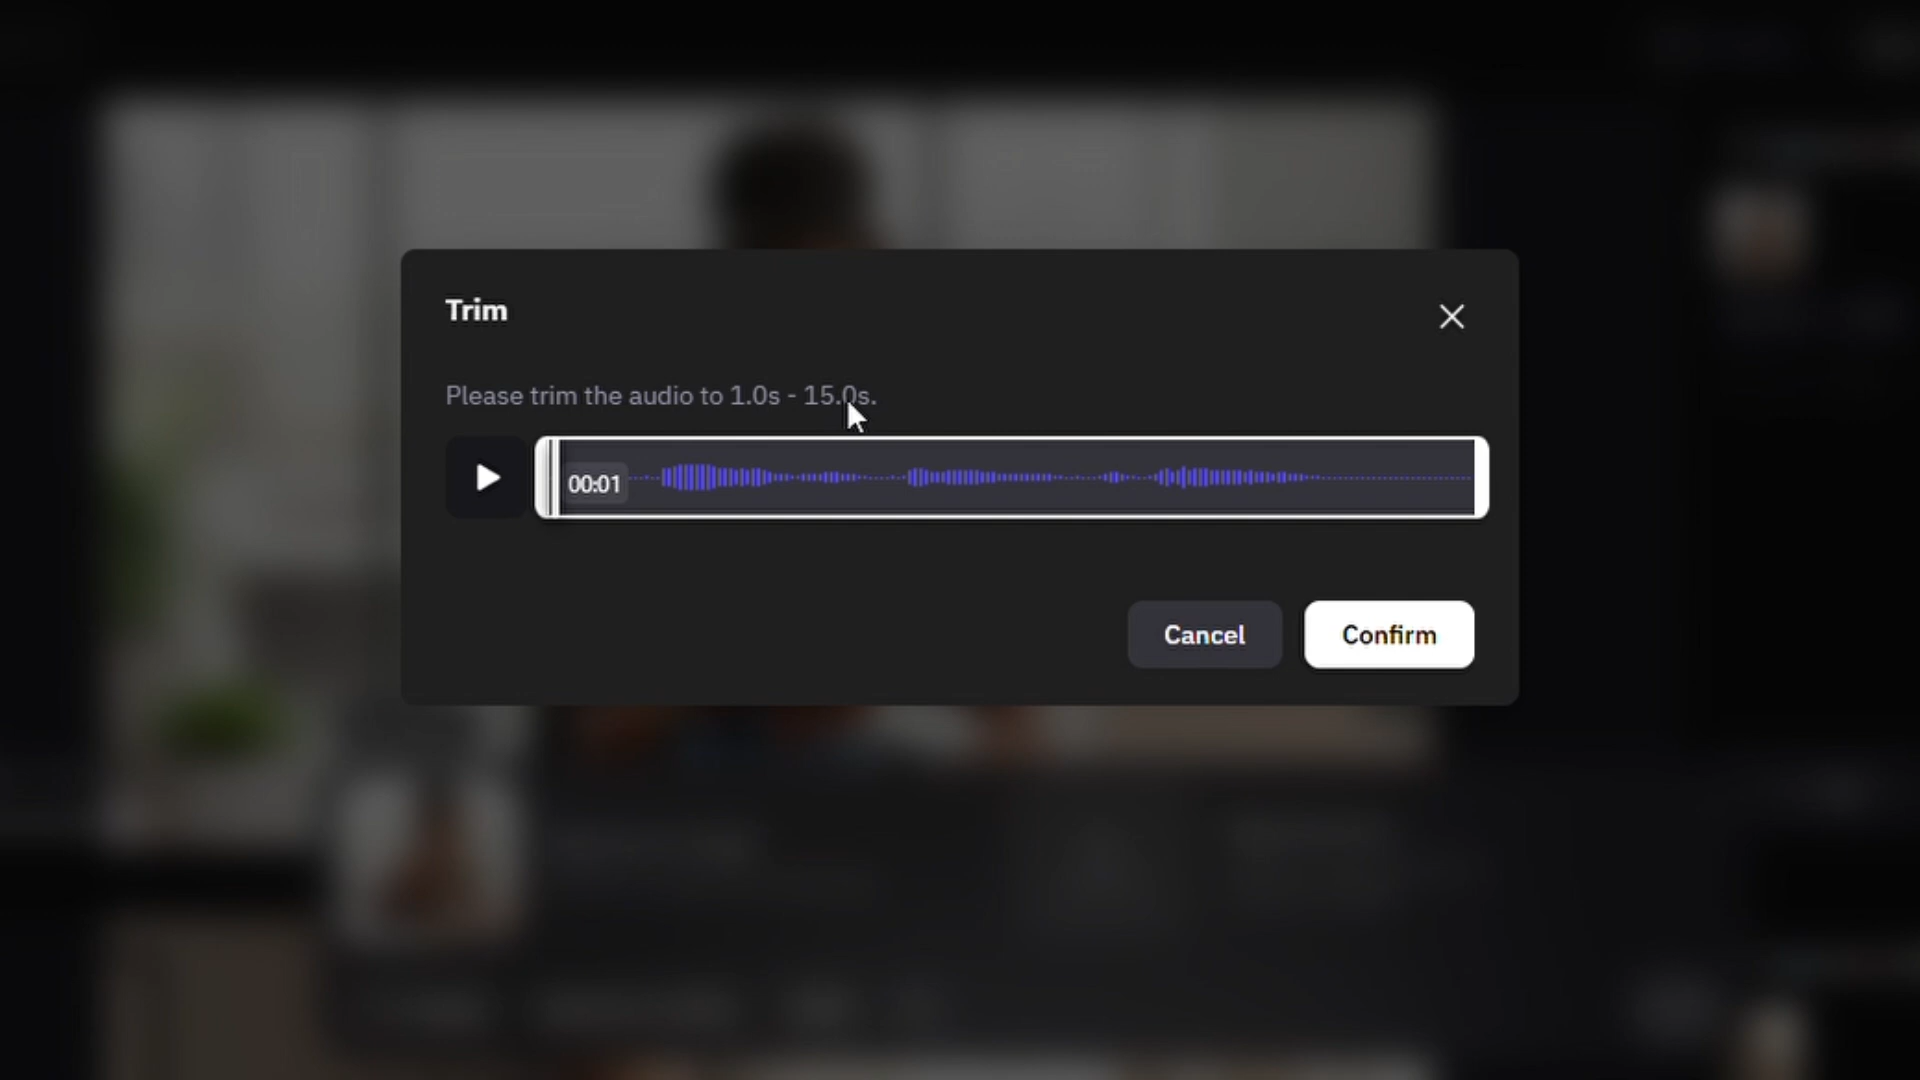 Trim
Please trim the audio to 1.0s - 15.0s.
00:01
Cancel
Confirm